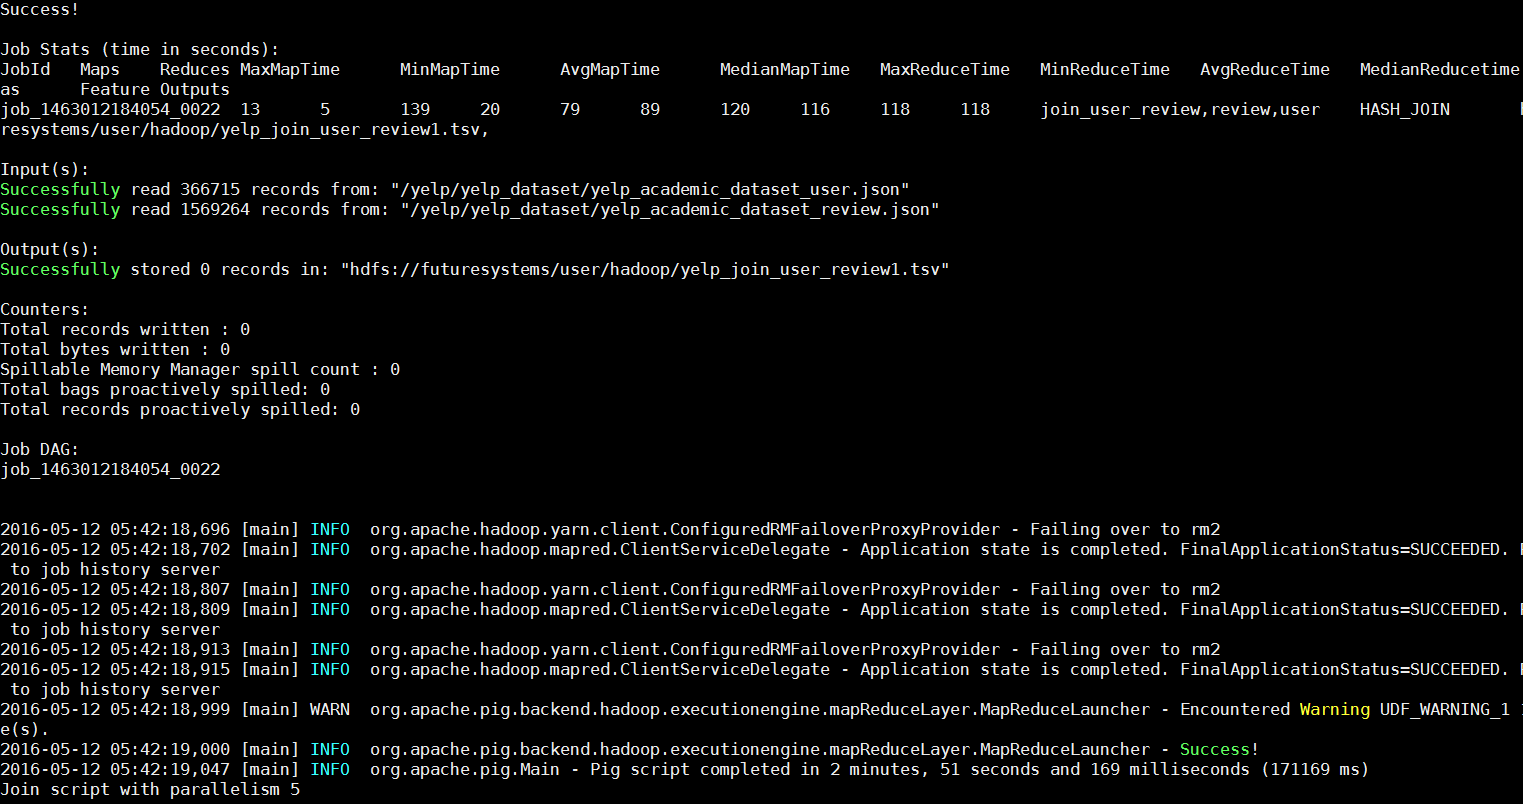 Success!
Job Stats (time in seconds):
JobId Maps Reduces MaxMapTime MinMapTime AvgMapTime MedianMapTime MaxReduceTime MinReduceTime AvgReduceTime MedianReducetime
as Feature Outputs
job_1463012184054_0022 13 5 139 20 79 89 120 116 118 118 join_user_review,review,user HASH_JOIN
resystems/user/hadoop/yelp_join_user_review1.tsv,
Input(s):
Successfully read 366715 records from: "/yelp/yelp_dataset/yelp_academic_dataset_user.json"
Successfully read 1569264 records from: "/yelp/yelp_dataset/yelp_academic_dataset_review.json"
Output(s):
Successfully stored 0 records in: "hdfs://futuresystems/user/hadoop/yelp_join_user_review1.tsv"
Counters:
Total records written : 0
Total bytes written : 0
Spillable Memory Manager spill count : 0
Total bags proactively spilled: 0
Total records proactively spilled: 0
Job DAG:
job_1463012184054_0022
2016-05-12 05:42:18,696 [main] INFO org.apache.hadoop.yarn.client.ConfiguredRMFailoverProxyProvider - Failing over to rm2
2016-05-12 05:42:18,702 [main] INFO org.apache.hadoop.mapred.ClientServiceDelegate - Application state is completed. FinalApplicationStatus=SUCCEEDED.
to job history server
2016-05-12 05:42:18,807 [main] INFO org.apache.hadoop.yarn.client.ConfiguredRMFailoverProxyProvider - Failing over to rm2
2016-05-12 05:42:18,809 [main] INFO org.apache.hadoop.mapred.ClientServiceDelegate - Application state is completed. FinalApplicationStatus=SUCCEEDED.
to job history server
2016-05-12 05:42:18,913 [main] INFO org.apache.hadoop.yarn.client.ConfiguredRMFailoverProxyProvider - Failing over to rm2
2016-05-12 05:42:18,915 [main] INFO org.apache.hadoop.mapred.ClientServiceDelegate - Application state is completed. FinalApplicationStatus=SUCCEEDED.
to job history server
2016-05-12 05:42:18,999 [main] WARN org.apache.pig.backend.hadoop.executionengine.mapReduceLayer.MapReduceLauncher - Encountered Warning UDF_WARNING_1
e(s).
2016-05-12 05:42:19,000 [main] INFO org.apache.pig.backend.hadoop.executionengine.mapReduceLayer.MapReduceLauncher - Success!
2016-05-12 05:42:19,047 [main] INFO org.apache.pig.Main - Pig script completed in 2 minutes, 51 seconds and 169 milliseconds (171169 ms)
Join script with parallelism 5